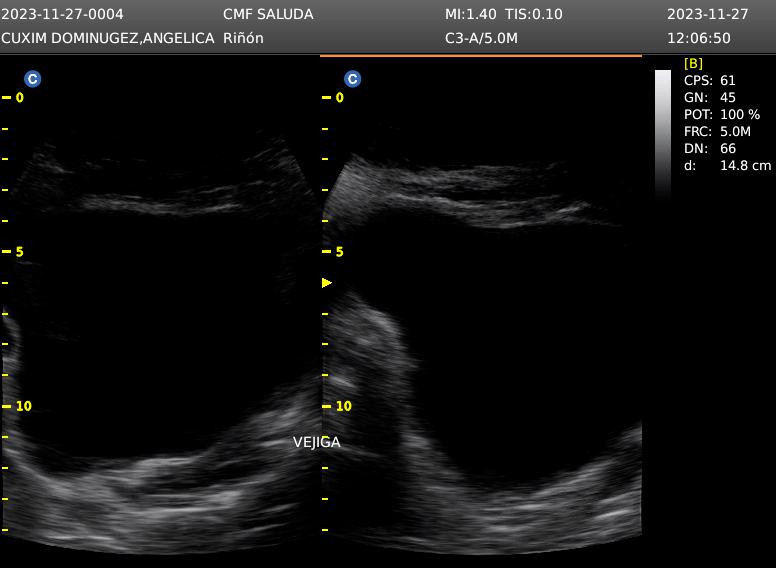 2023-11-27-0004 CMF SALUDA MI:1.40 TIS:0.10 2023-11-27
CUXIM DOMINUGEZ,ANGELICA Riñón C3-A/5.0M 12:06:50
[B]
C C
CPS: 61
0 0
GN: 45
POT: 100 %
FRC: 5.0M
DN: 66
d: 14.8 cm
5 5
10 10
VEJIGA